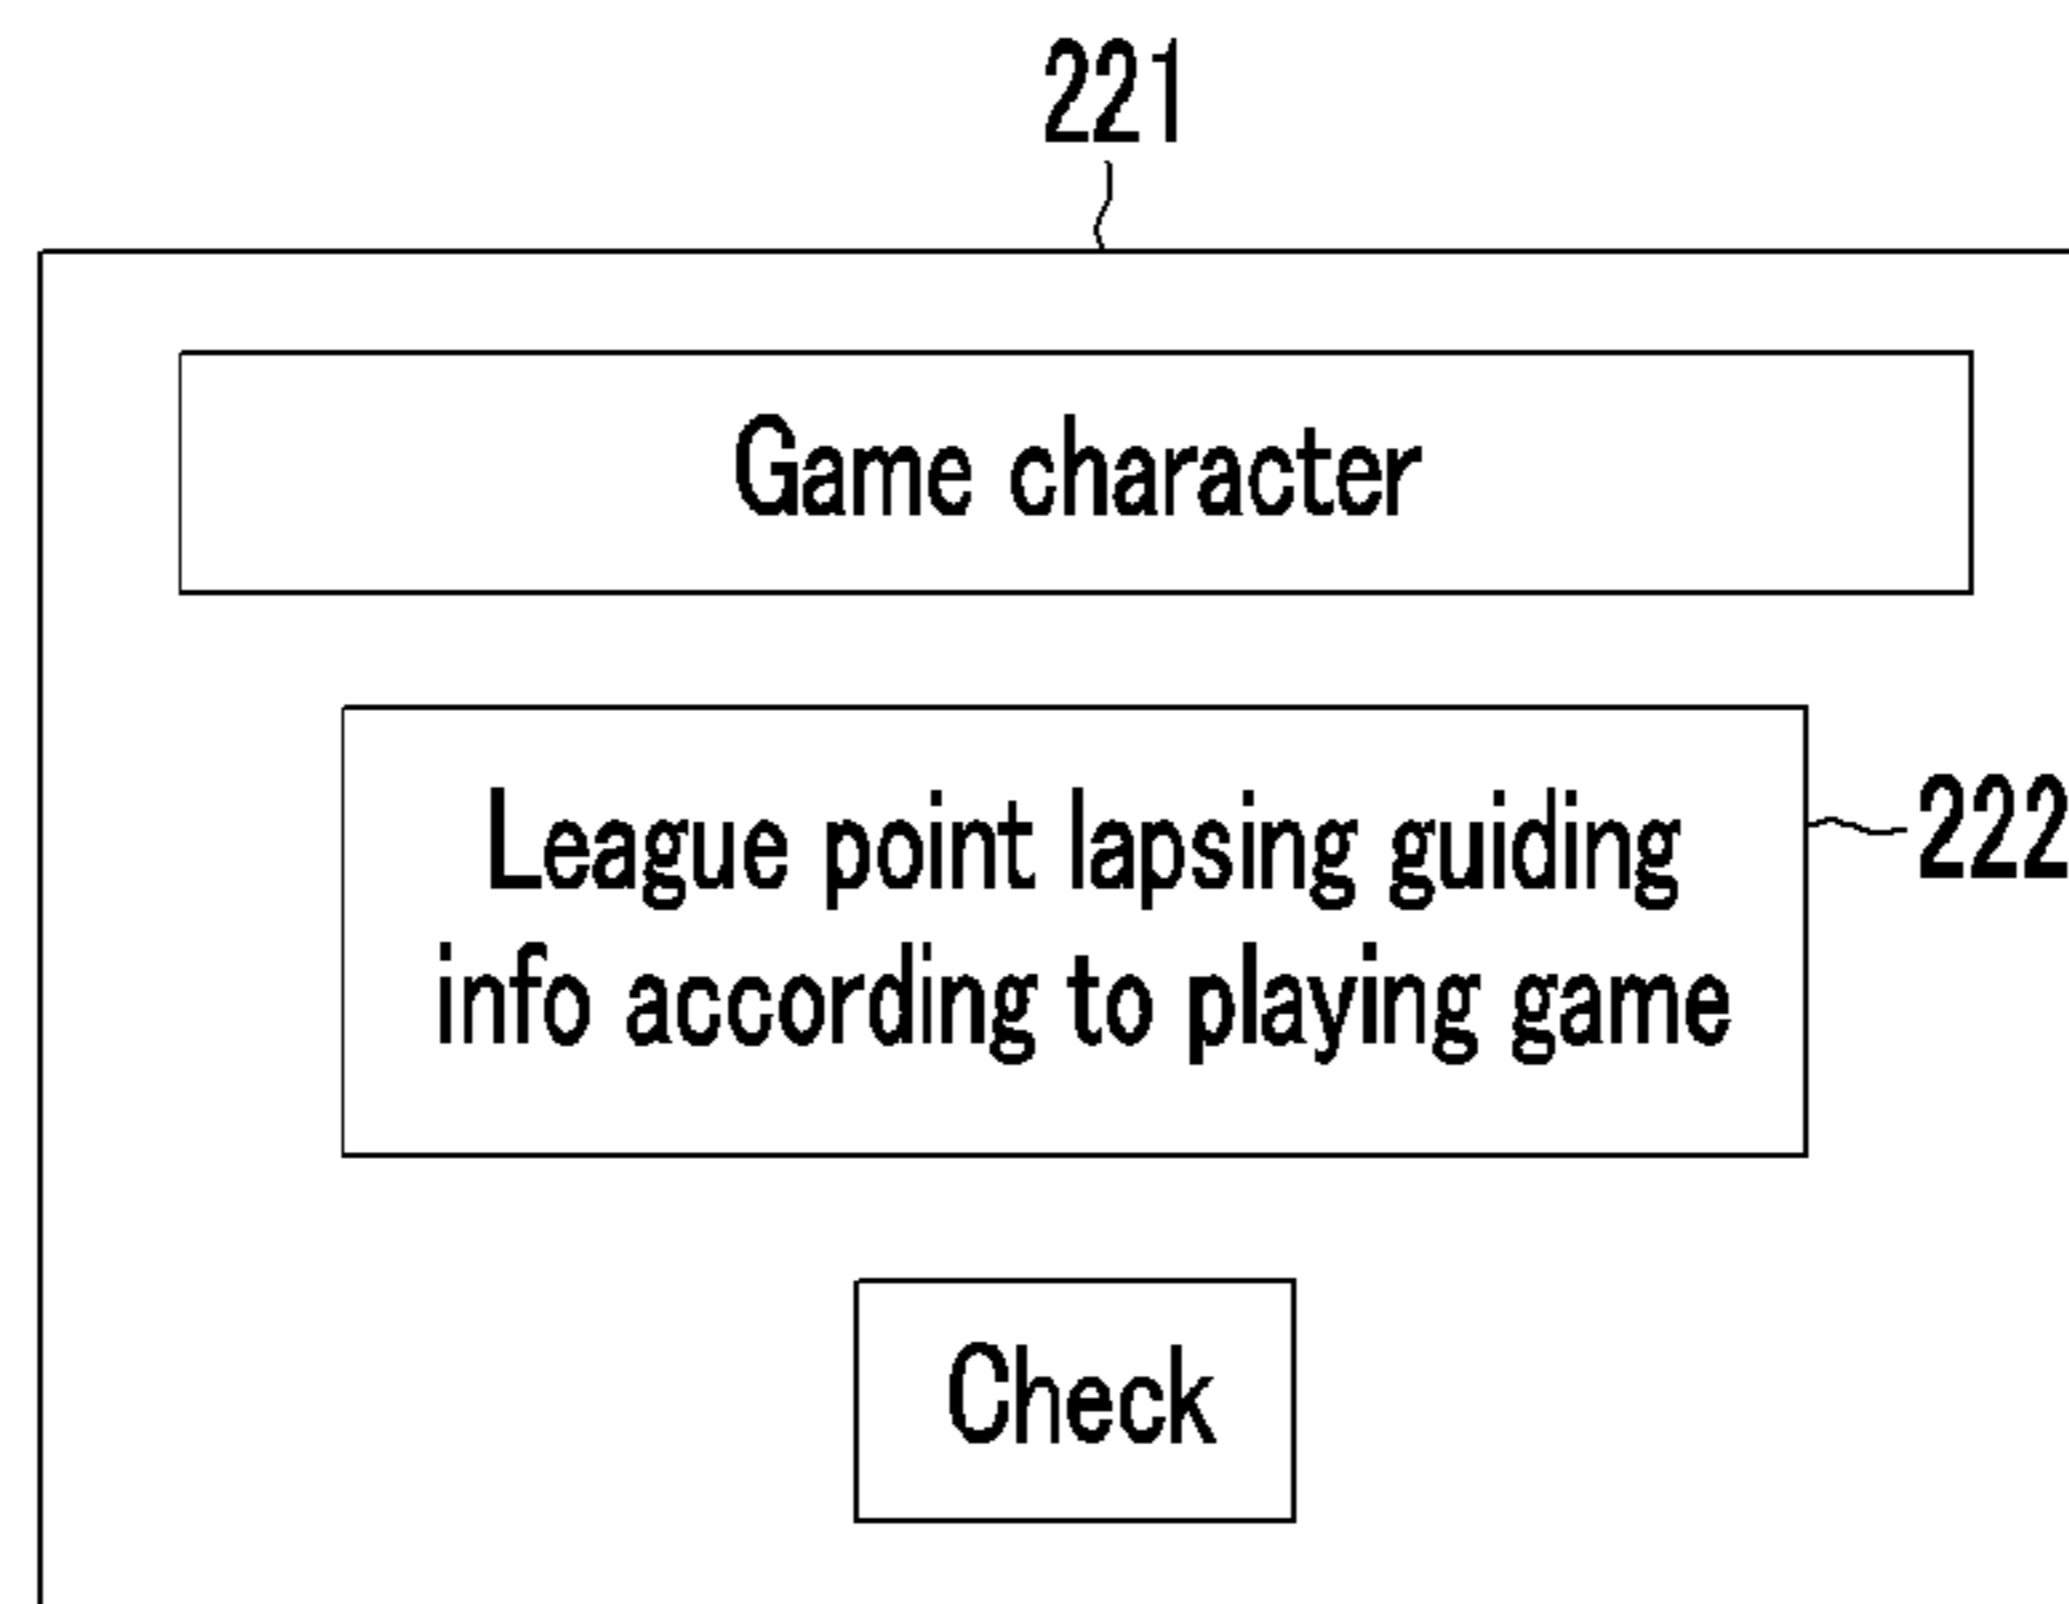 221
Game character
League point lapsing guiding
222
info according to playing game
Check